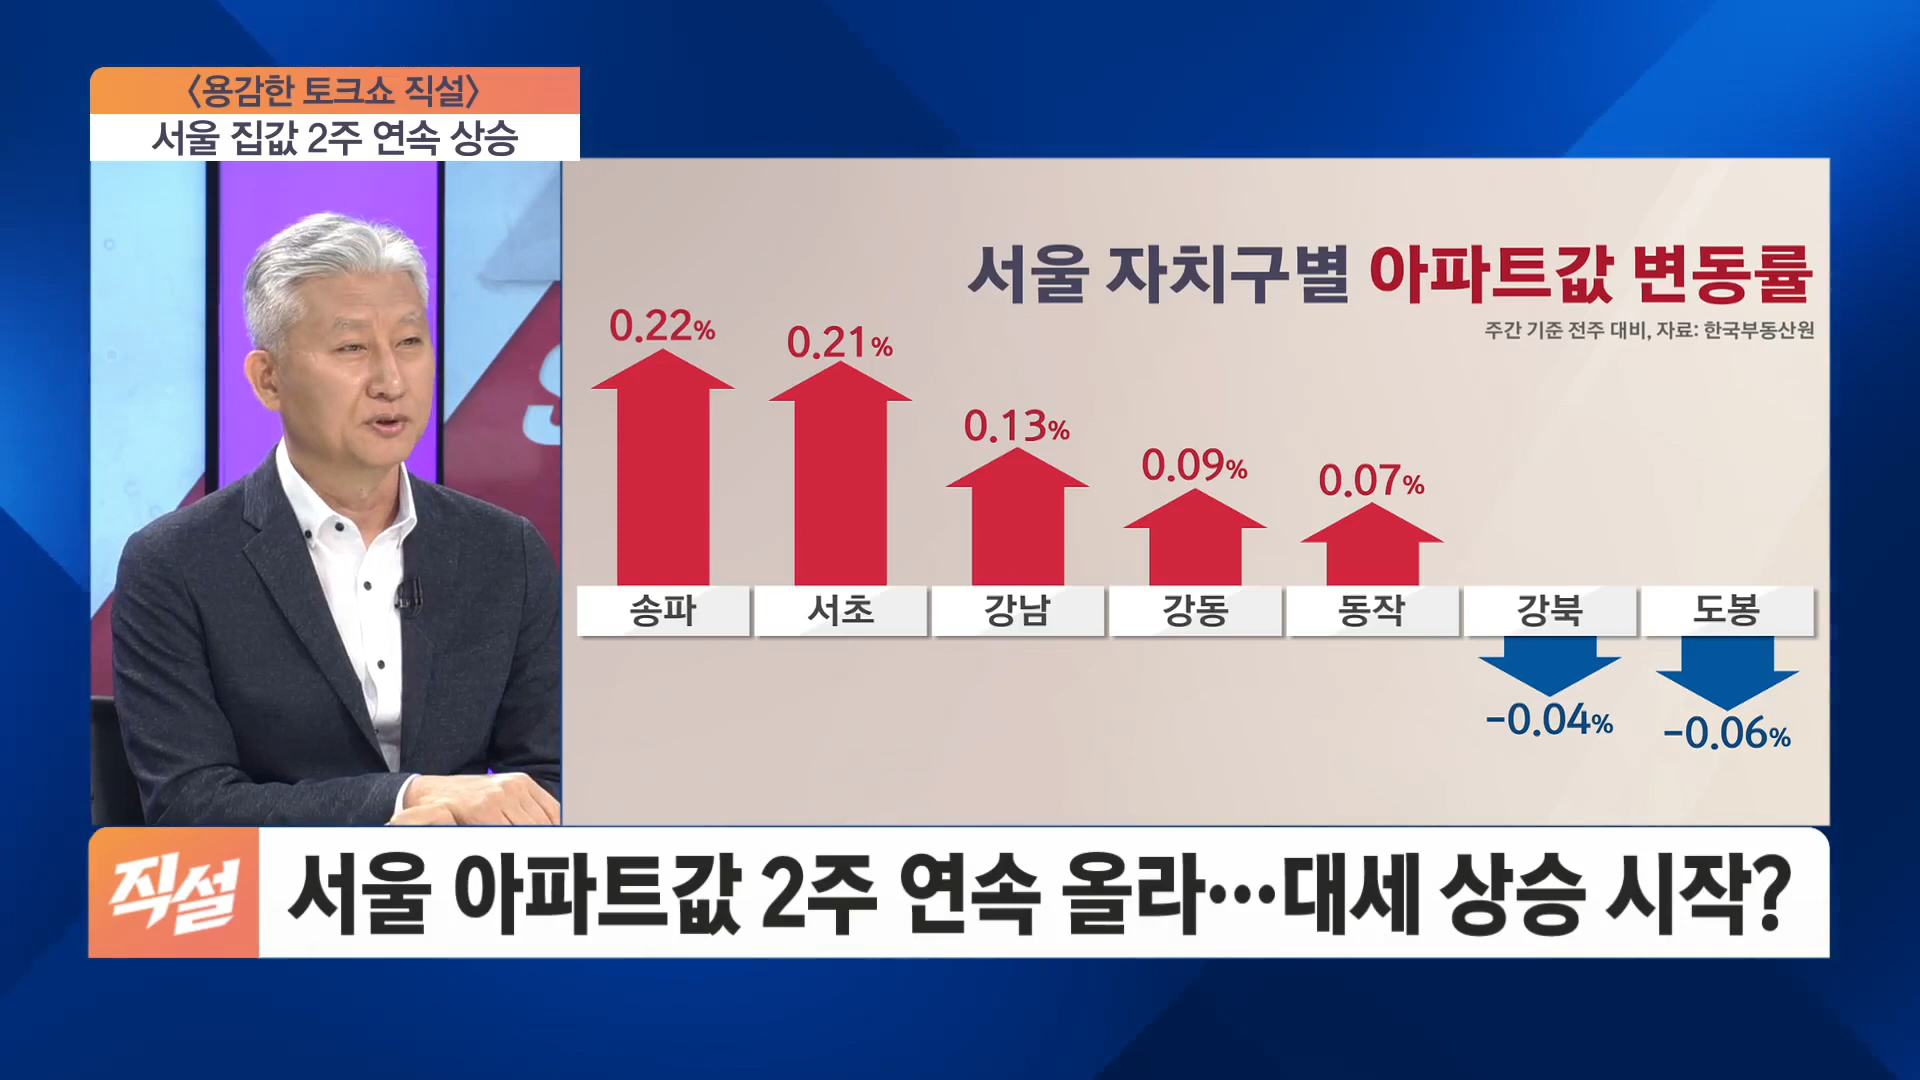 〈용감한 토크쇼 직설〉
서울 집값 2주 연속 상승
서울 자치구별 아파트값 변동률
주간 기준 전주 대비, 자료: 한국부동산원
0.22%
0.21%
0.13%
0.09%
0.07%
송파
서초
강남
강동
동작
강북
도봉
-0.04%
-0.06%
직설
서울 아파트값 2주 연속 올라…대세 상승 시작?